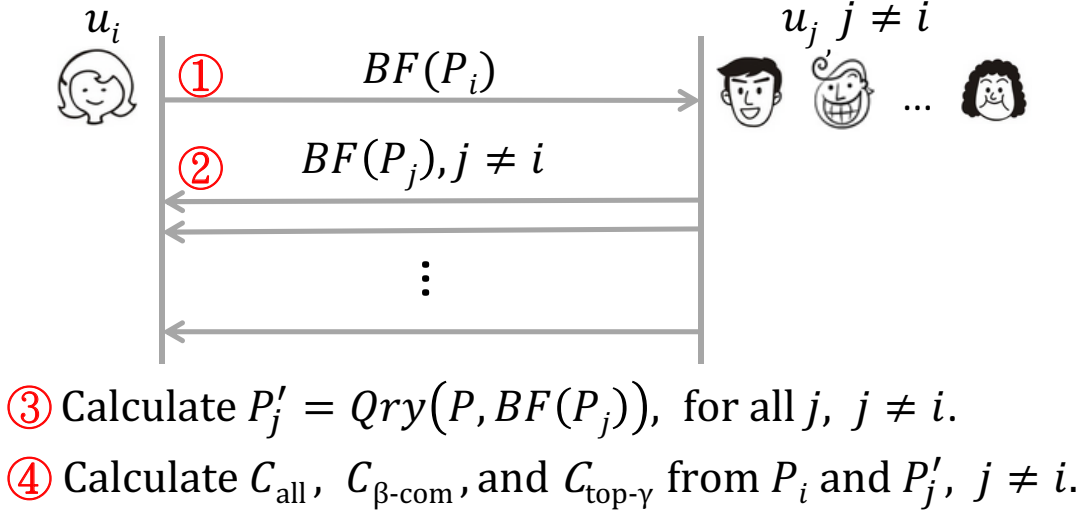 u_i
u_j, j ≠ i
① BF(P_i)
...
② BF(P_j), j ≠ i
⋮
③ Calculate P′_j = Qry(P, BF(P_j)), for all j, j ≠ i.
④ Calculate C_all, C_β-com, and C_top-γ from P_i and P′_j, j ≠ i.